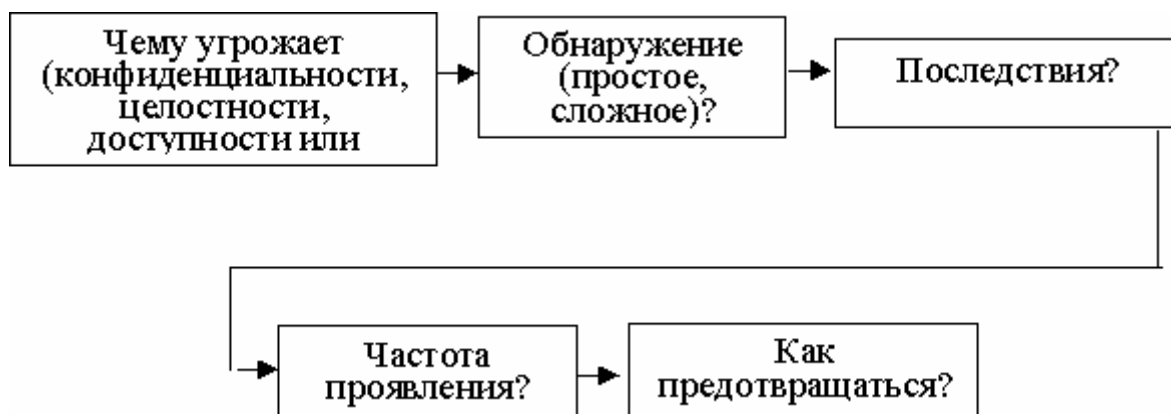 Чему угрожает
(конфиденциальности,
целостности,
доступности или
Обнаружение
(простое,
сложное)?
Последствия?
Частота
проявления?
Как
предотвращаться?